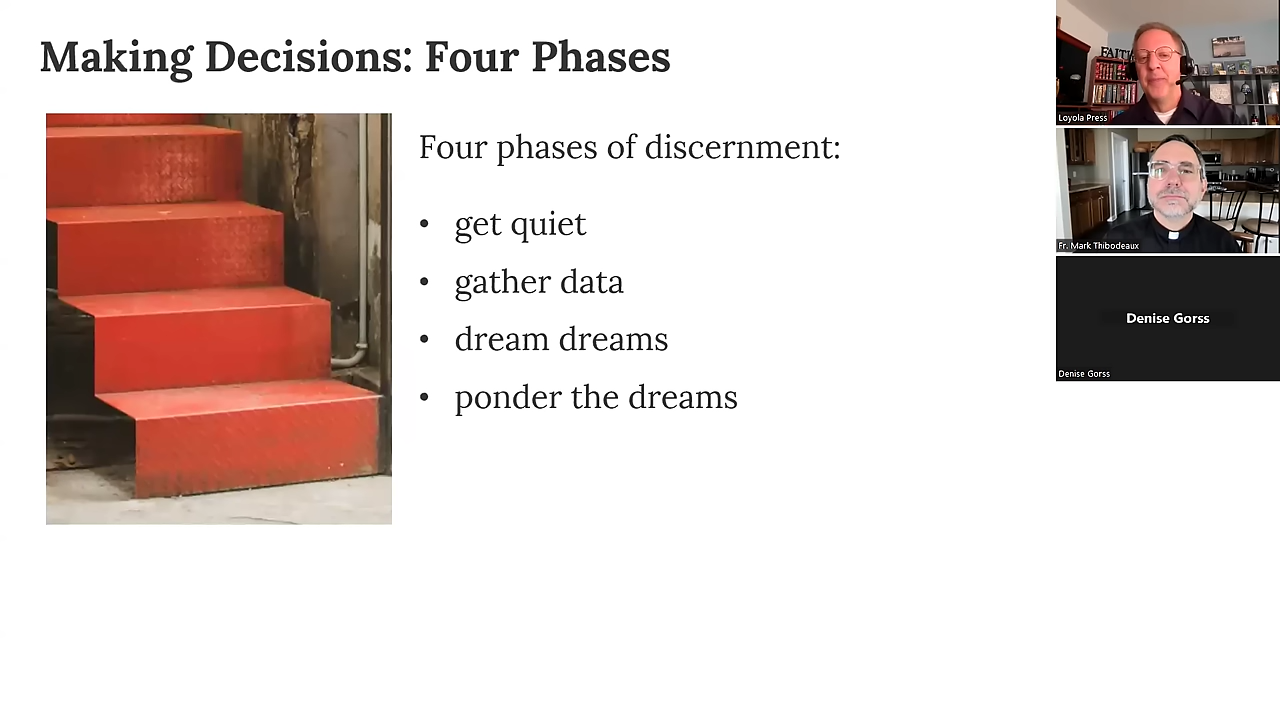 Making Decisions: Four Phases
Four phases of discernment:
• get quiet
• gather data
• dream dreams
• ponder the dreams
FAITH
Loyola Press
Fr. Mark Thibodeaux
Denise Gorss
Denise Gorss